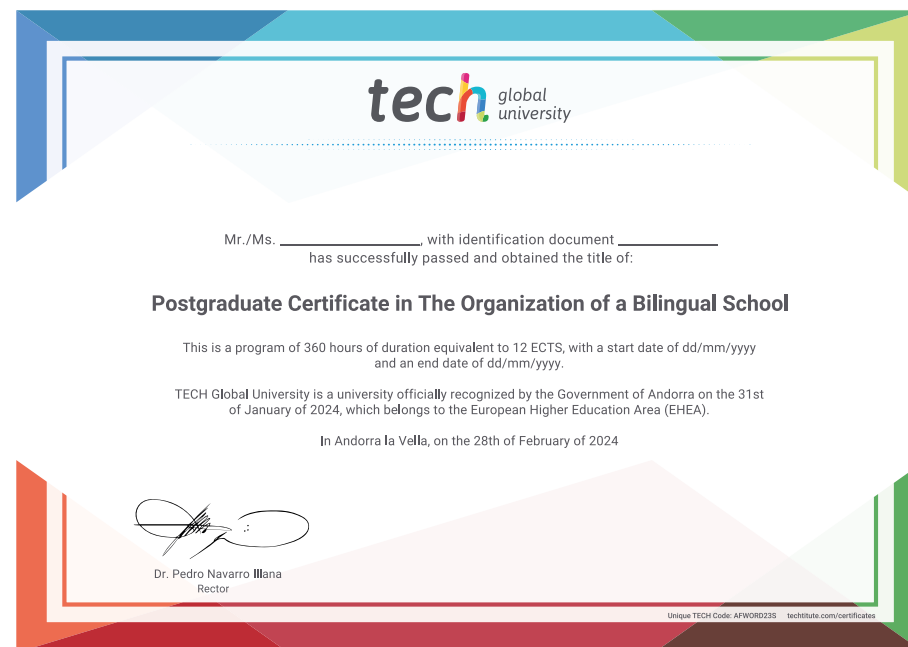 tech global university
Mr./Ms. ____________________, with identification document ______________
has successfully passed and obtained the title of:
Postgraduate Certificate in The Organization of a Bilingual School
This is a program of 360 hours of duration equivalent to 12 ECTS, with a start date of dd/mm/yyyy
and an end date of dd/mm/yyyy.
TECH Global University is a university officially recognized by the Government of Andorra on the 31st
of January of 2024, which belongs to the European Higher Education Area (EHEA).
In Andorra la Vella, on the 28th of February of 2024
Dr. Pedro Navarro Illana
Rector
Unique TECH Code: AFWORD23S techtitute.com/certificates